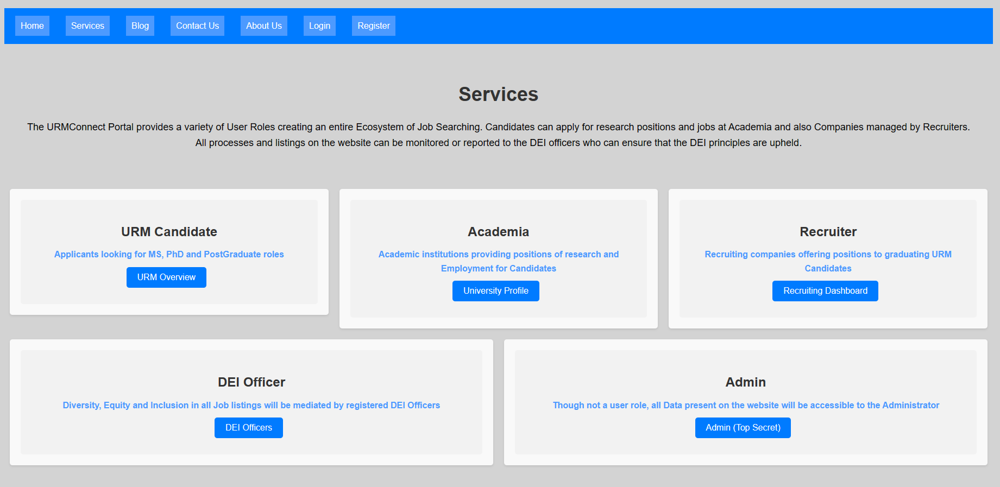 Home
Services
Blog
Contact Us
About Us
Login
Register
Services
The URMConnect Portal provides a variety of User Roles creating an entire Ecosystem of Job Searching. Candidates can apply for research positions and jobs at Academia and also Companies managed by Recruiters.
All processes and listings on the website can be monitored or reported to the DEI officers who can ensure that the DEI principles are upheld.
URM Candidate
Applicants looking for MS, PhD and PostGraduate roles
URM Overview
Academia
Academic institutions providing positions of research and
Employment for Candidates
University Profile
Recruiter
Recruiting companies offering positions to graduating URM
Candidates
Recruiting Dashboard
DEI Officer
Diversity, Equity and Inclusion in all Job listings will be mediated by registered DEI Officers
DEI Officers
Admin
Though not a user role, all Data present on the website will be accessible to the Administrator
Admin (Top Secret)